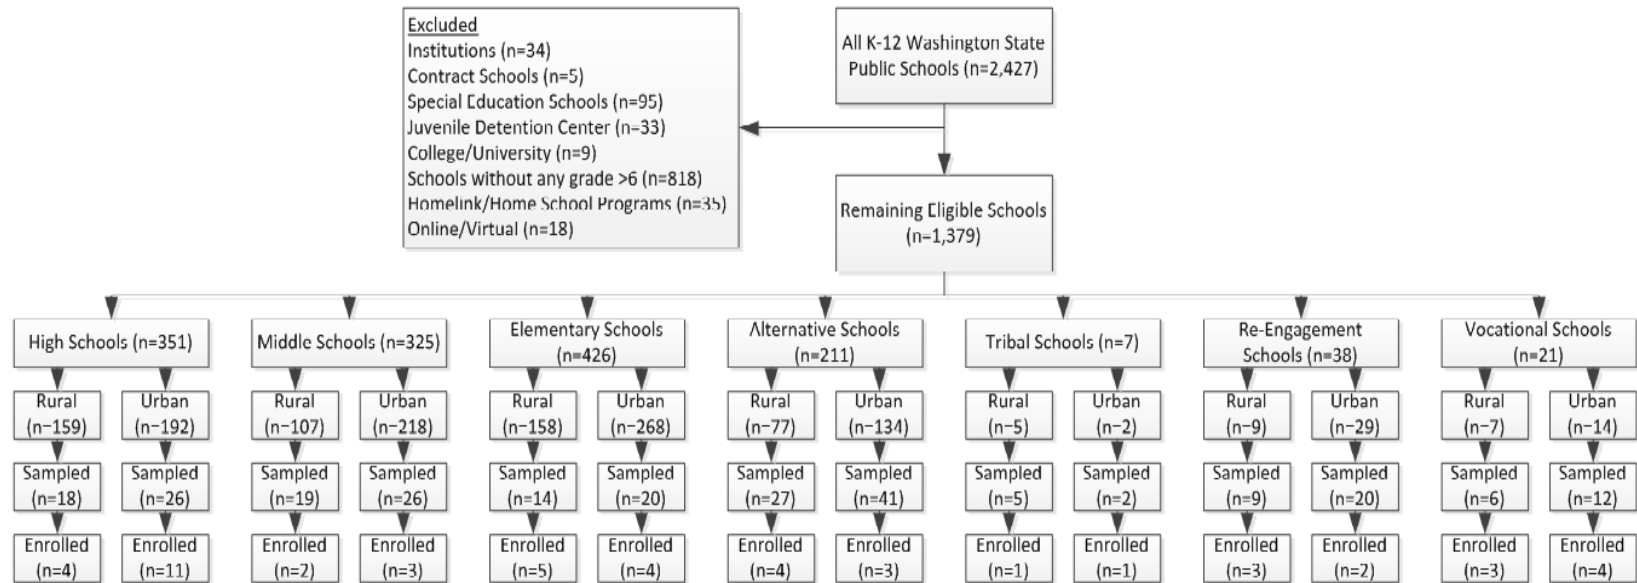 Excluded
Institutions (n=34)
Contract Schools (n=5)
Special Education Schools (n=95)
Juvenile Detention Center (n=33)
College/University (n=9)
Schools without any grade >6 (n=818)
Homelink/Home School Programs (n=35)
Online/Virtual (n=18)
All K-12 Washington State
Public Schools (n=2,427)
Remaining Eligible Schools
(n=1,379)
High Schools (n=351)
Middle Schools (n=325)
Elementary Schools
(n=426)
Alternative Schools
(n=211)
Tribal Schools (n=7)
Re-Engagement
Schools (n=38)
Vocational Schools
(n=21)
Rural
(n=159)
Urban
(n=192)
Rural
(n=107)
Urban
(n=218)
Rural
(n=158)
Urban
(n=268)
Rural
(n=77)
Urban
(n=134)
Rural
(n=5)
Urban
(n=2)
Rural
(n=9)
Urban
(n=29)
Rural
(n=7)
Urban
(n=14)
Sampled
(n=18)
Sampled
(n=26)
Sampled
(n=19)
Sampled
(n=26)
Sampled
(n=14)
Sampled
(n=20)
Sampled
(n=27)
Sampled
(n=41)
Sampled
(n=5)
Sampled
(n=2)
Sampled
(n=9)
Sampled
(n=20)
Sampled
(n=6)
Sampled
(n=12)
Enrolled
(n=4)
Enrolled
(n=11)
Enrolled
(n=2)
Enrolled
(n=3)
Enrolled
(n=5)
Enrolled
(n=4)
Enrolled
(n=4)
Enrolled
(n=3)
Enrolled
(n=1)
Enrolled
(n=1)
Enrolled
(n=3)
Enrolled
(n=2)
Enrolled
(n=3)
Enrolled
(n=4)